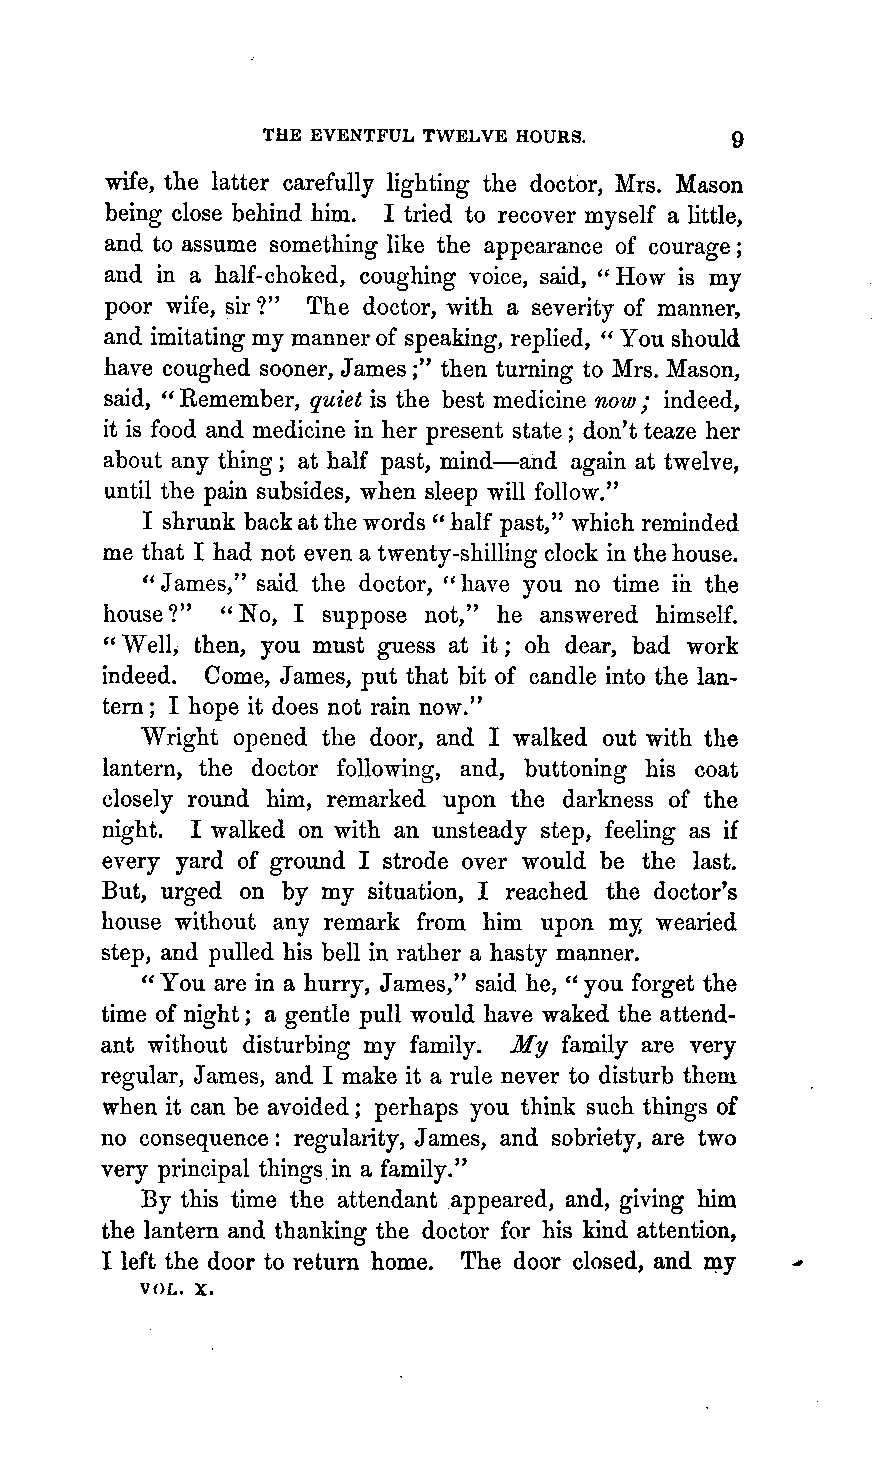 THE EVENTFUL TWELVE HOURS. 9
wife, the latter carefully lighting the doctor, Mrs. Mason
being close behind him. I tried to recover myself a little,
and to assume something like the appearance of courage;
and in a half-choked, coughing voice, said, "How is my
poor wife, sir?" The doctor, with a severity of manner,
and imitating my manner of speaking, replied, "You should
have coughed sooner, James;" then turning to Mrs. Mason,
said, "Remember, quiet is the best medicine now; indeed,
it is food and medicine in her present state; don't teaze her
about any thing; at half past, mind—and again at twelve,
until the pain subsides, when sleep will follow."
I shrunk back at the words "half past," which reminded
me that I had not even a twenty-shilling clock in the house.
"James," said the doctor, "have you no time in the
house?" "No, I suppose not," he answered himself.
"Well, then, you must guess at it; oh dear, bad work
indeed. Come, James, put that bit of candle into the lan-
tern; I hope it does not rain now."
Wright opened the door, and I walked out with the
lantern, the doctor following, and, buttoning his coat
closely round him, remarked upon the darkness of the
night. I walked on with an unsteady step, feeling as if
every yard of ground I strode over would be the last.
But, urged on by my situation, I reached the doctor's
house without any remark from him upon my wearied
step, and pulled his bell in rather a hasty manner.
"You are in a hurry, James," said he, "you forget the
time of night; a gentle pull would have waked the attend-
ant without disturbing my family. My family are very
regular, James, and I make it a rule never to disturb them
when it can be avoided; perhaps you think such things of
no consequence: regularity, James, and sobriety, are two
very principal things in a family."
By this time the attendant appeared, and, giving him
the lantern and thanking the doctor for his kind attention,
I left the door to return home. The door closed, and my
VOL. X.